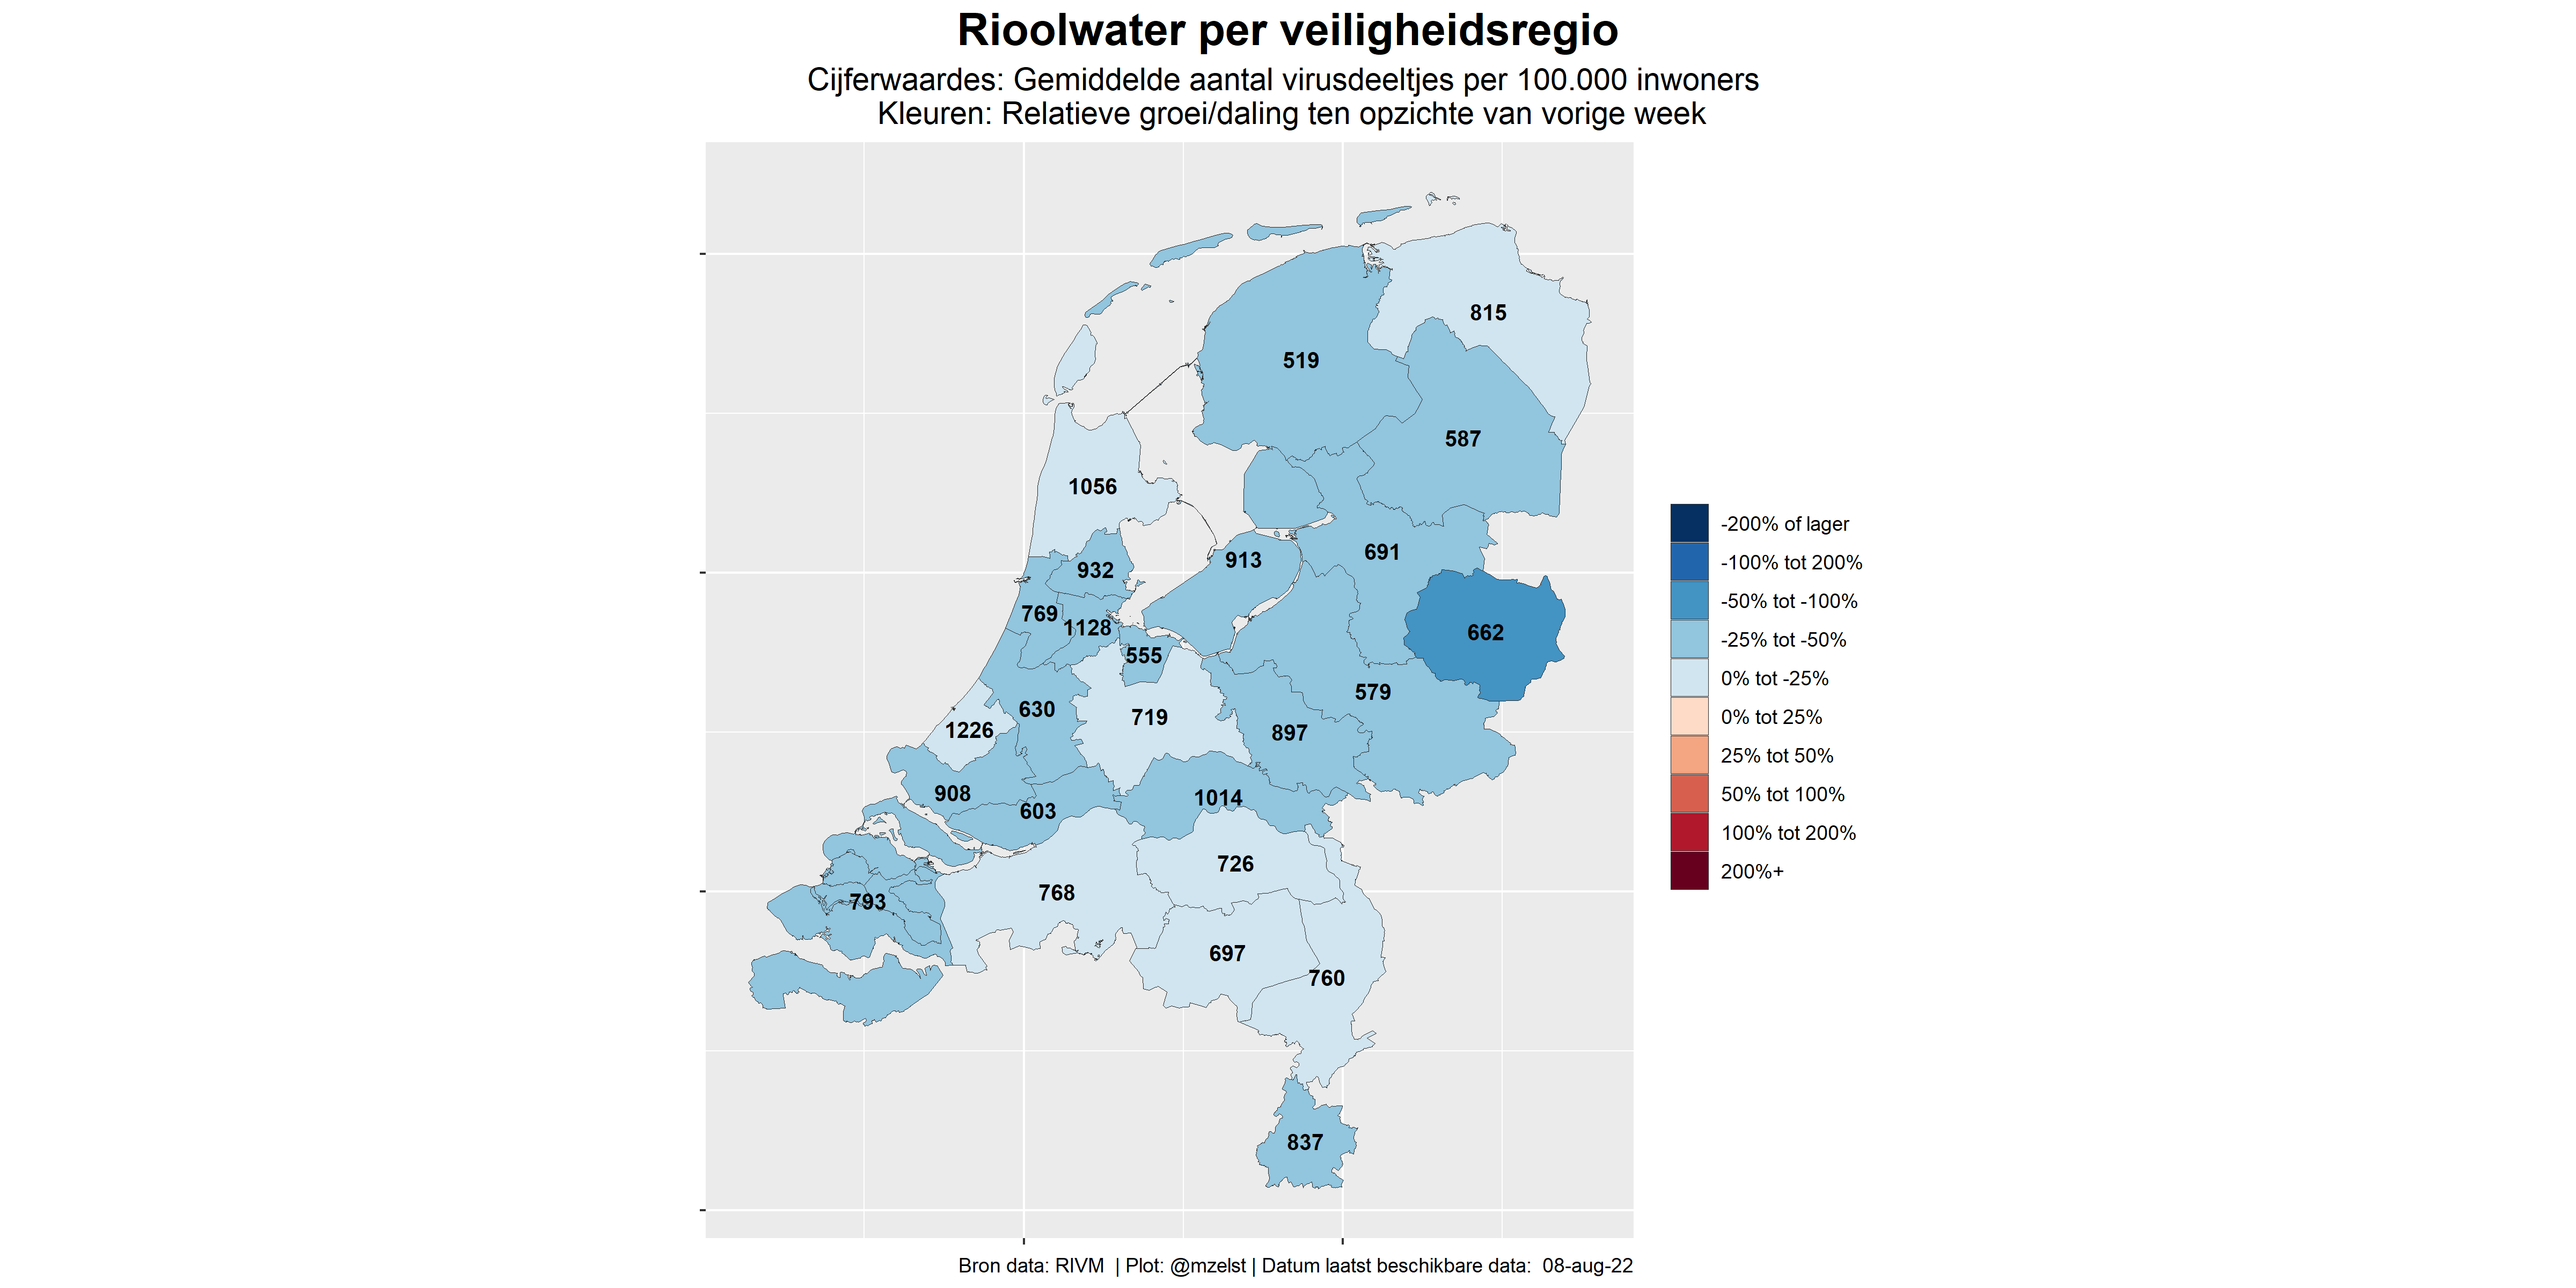 Rioolwater per veiligheidsregio
Cijferwaardes: Gemiddelde aantal virusdeeltjes per 100.000 inwoners
Kleuren: Relatieve groei/daling ten opzichte van vorige week
815
519
587
1056
691
913
932
769
1128
662
555
579
630
719
1226
897
908
1014
603
726
768
793
697
760
837
-200% of lager
-100% tot 200%
-50% tot -100%
-25% tot -50%
0% tot -25%
0% tot 25%
25% tot 50%
50% tot 100%
100% tot 200%
200%+
Bron data: RIVM | Plot: @mzelst | Datum laatst beschikbare data: 08-aug-22